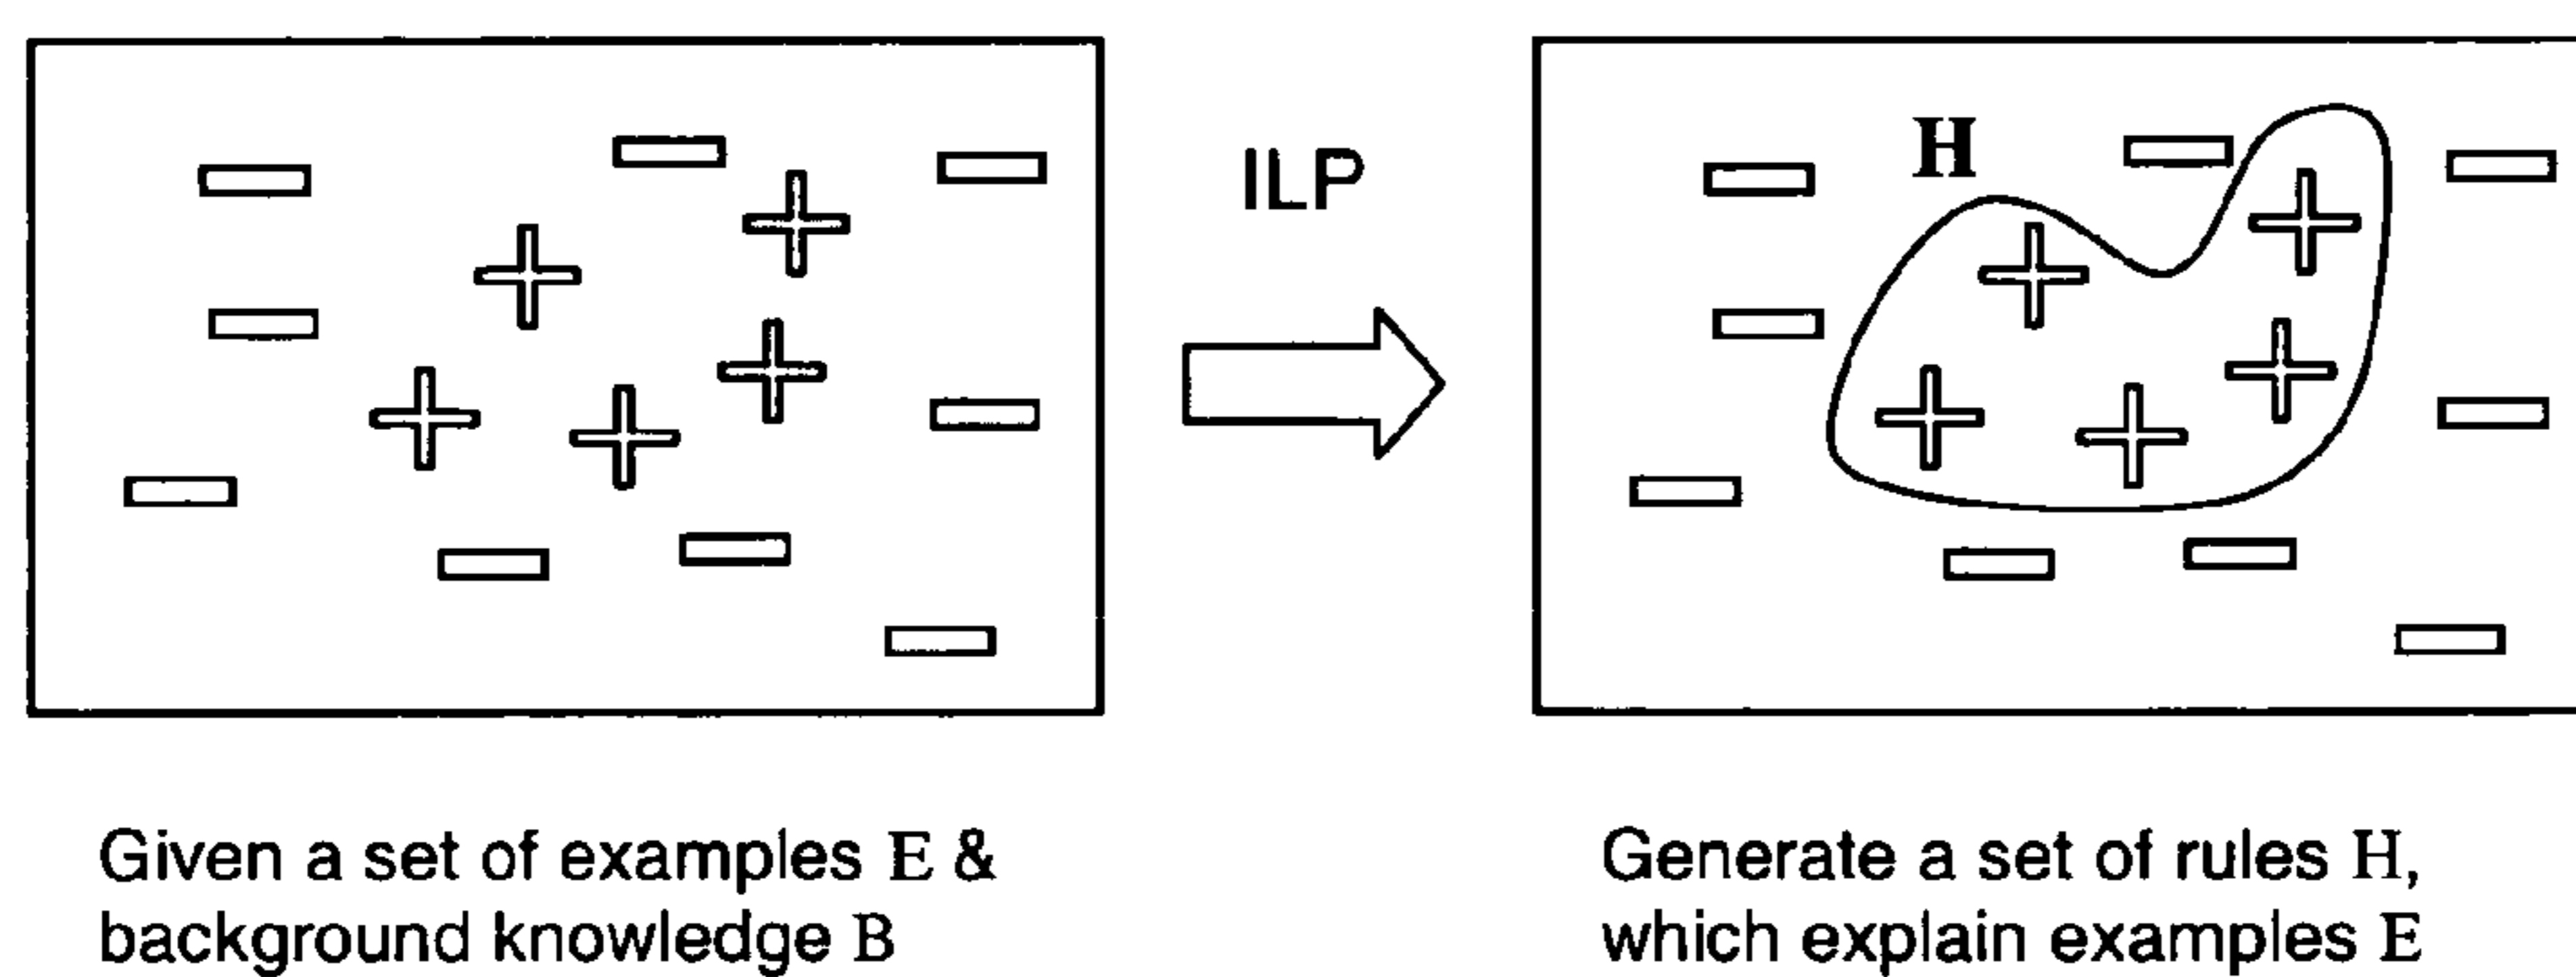 H
ILP
Given a set of examples E &
background knowledge B
Generate a set of rules H,
which explain examples E